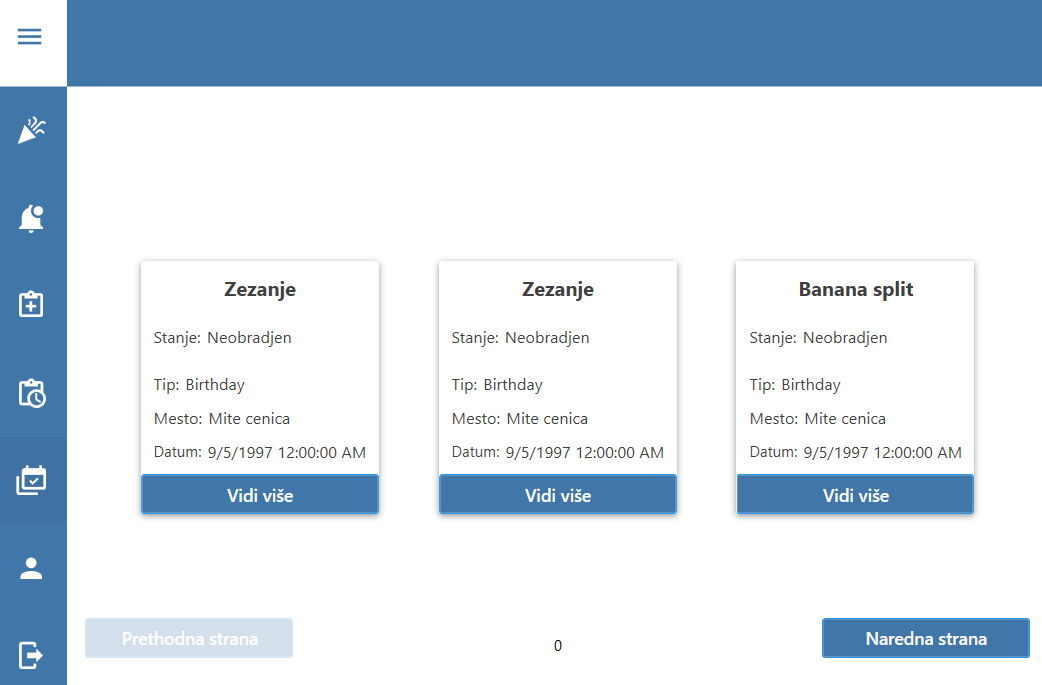 Zezanje
Stanje: Neobradjen
Tip: Birthday
Mesto: Mite cenica
Datum: 9/5/1997 12:00:00 AM
Vidi više
Zezanje
Stanje: Neobradjen
Tip: Birthday
Mesto: Mite cenica
Datum: 9/5/1997 12:00:00 AM
Vidi više
Banana split
Stanje: Neobradjen
Tip: Birthday
Mesto: Mite cenica
Datum: 9/5/1997 12:00:00 AM
Vidi više
Prethodna strana
0
Naredna strana